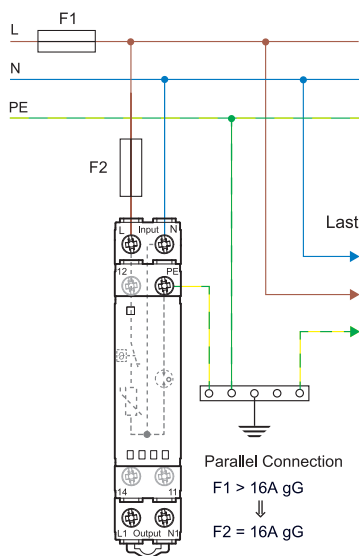 F1
L
N
PE
F2
L Input N
Last
12 PE
14 11
L1 Output N1
Parallel Connection
F1 > 16A gG
⇓
F2 = 16A gG